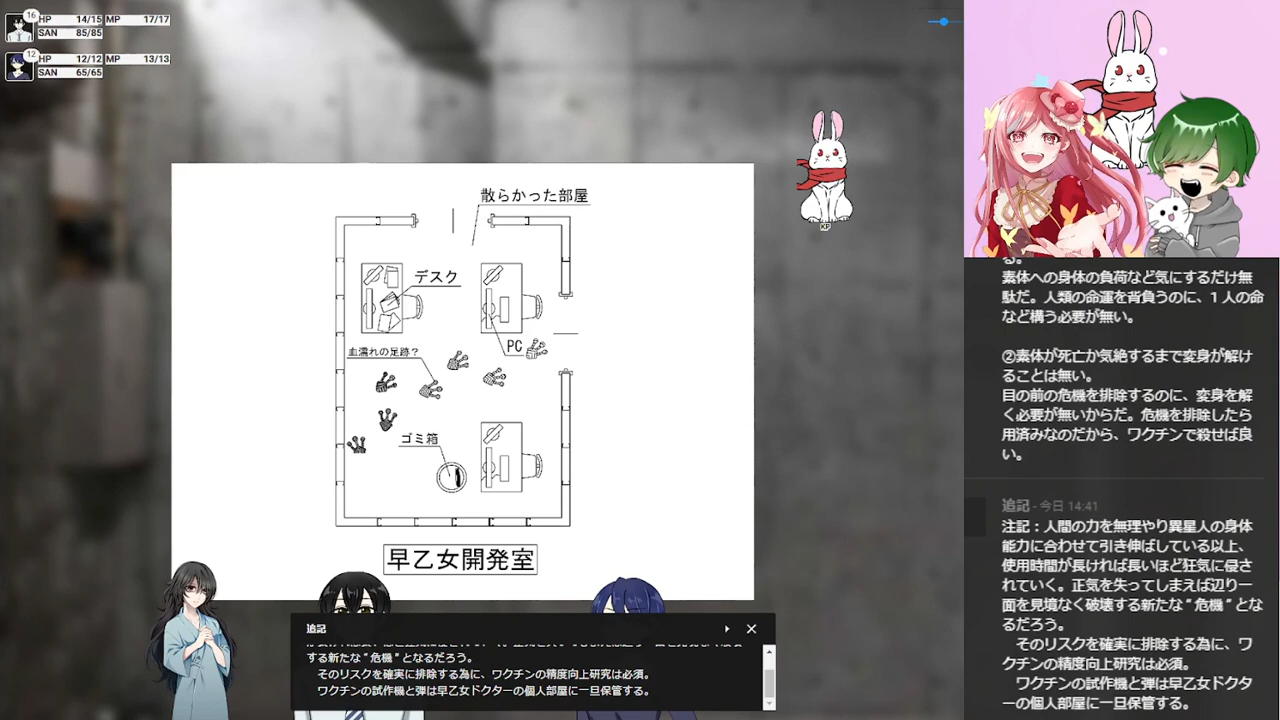 16
HP 14/15 MP 17/17
SAN 85/85
12
HP 12/12 MP 13/13
SAN 65/65
散らかった部屋
デスク
PC
血濡れの足跡？
ゴミ箱
早乙女開発室
KP
追記
する新たな“危機”となるだろう。
そのリスクを確実に排除する為に、ワクチンの精度向上研究は必須。
ワクチンの試作機と弾は早乙女ドクターの個人部屋に一旦保管する。
る。
素体への身体の負荷など気にするだけ無
駄だ。人類の命運を背負うのに、1人の命
など構う必要が無い。
②素体が死亡か気絶するまで変身が解け
ることは無い。
目の前の危機を排除するのに、変身を解
く必要が無いからだ。危機を排除したら
用済みなのだから、ワクチンで殺せば良
い。
追記 - 今日 14:41
注記：人間の力を無理やり異星人の身体
能力に合わせて引き伸ばしている以上、
使用時間が長ければ長いほど狂気に侵さ
れていく。正気を失ってしまえば辺り一
面を見境なく破壊する新たな“危機”とな
るだろう。
そのリスクを確実に排除する為に、ワ
クチンの精度向上研究は必須。
ワクチンの試作機と弾は早乙女ドクタ
ーの個人部屋に一旦保管する。